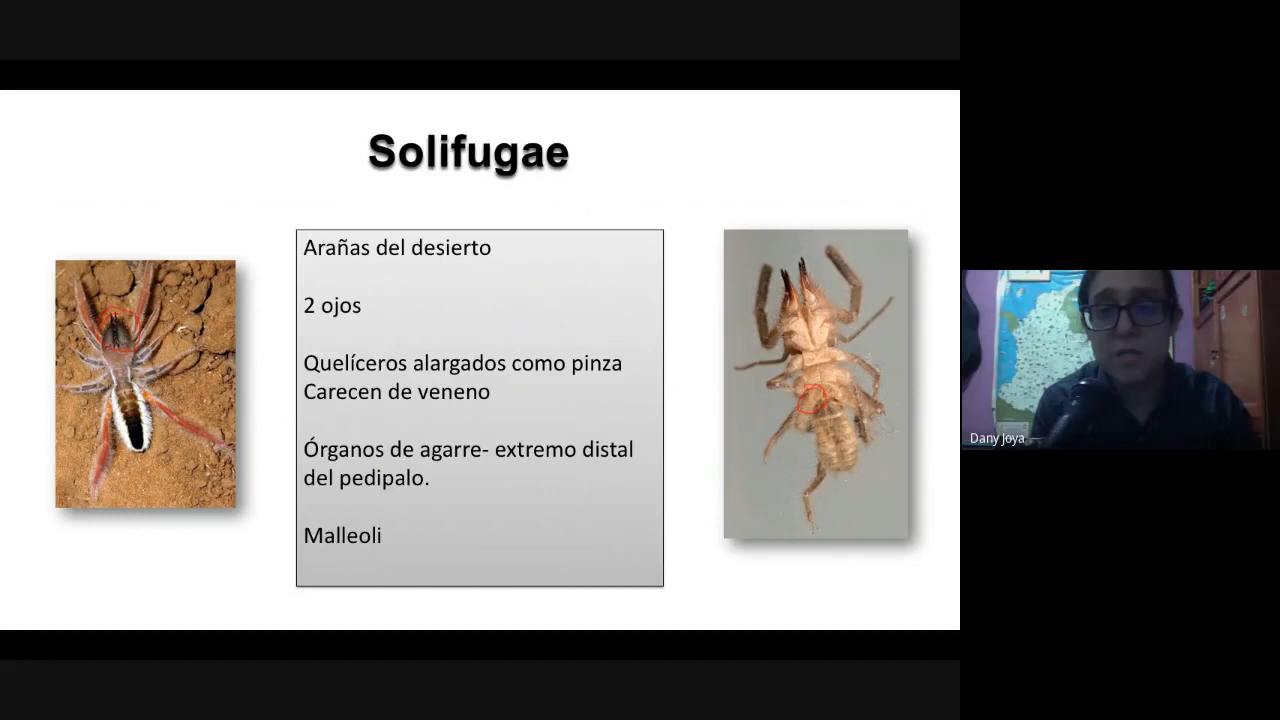 Solifugae
Arañas del desierto
2 ojos
Quelíceros alargados como pinza
Carecen de veneno
Órganos de agarre- extremo distal
del pedipalo.
Malleoli
Dany Joya